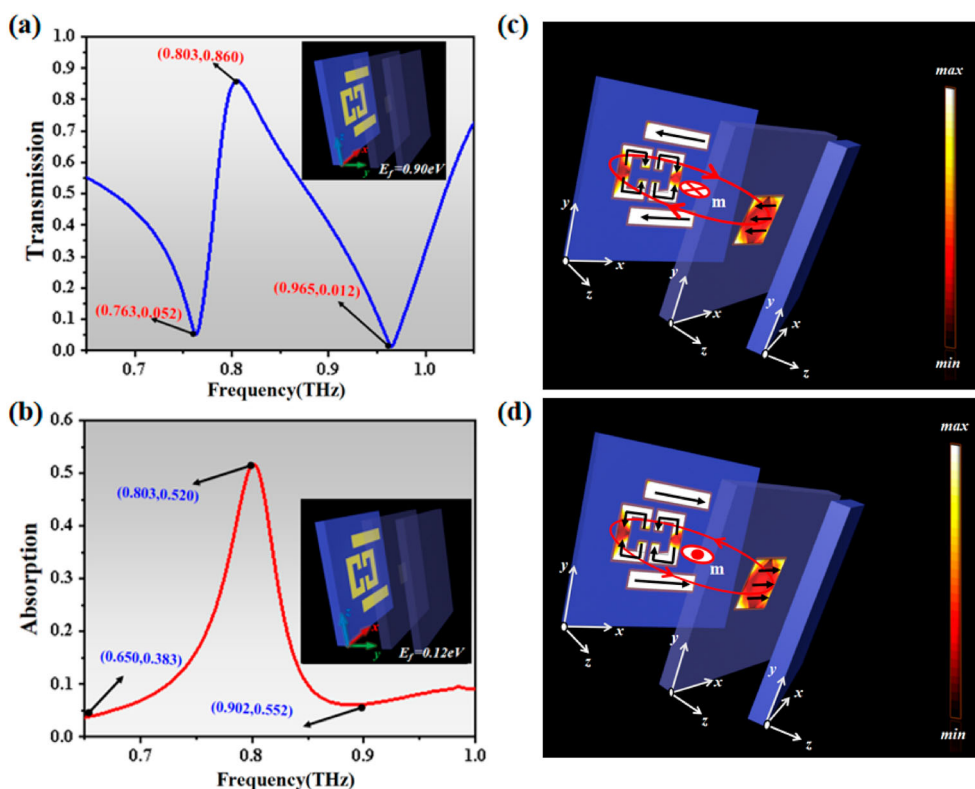 (a)
Transmission
1.0
0.9
0.8
0.7
0.6
0.5
0.4
0.3
0.2
0.1
0.0
(0.803,0.860)
(0.763,0.052)
(0.965,0.012)
x
y
E_f=0.90eV
0.7
0.8
0.9
1.0
Frequency(THz)
(b)
Absorption
0.6
0.5
0.4
0.3
0.2
0.1
0.0
(0.803,0.520)
(0.650,0.383)
(0.902,0.552)
x
y
E_f=0.12eV
0.7
0.8
0.9
1.0
Frequency(THz)
(c)
max
m
y
x
z
y
x
z
y
x
z
min
(d)
max
m
y
x
z
y
x
z
y
x
z
min